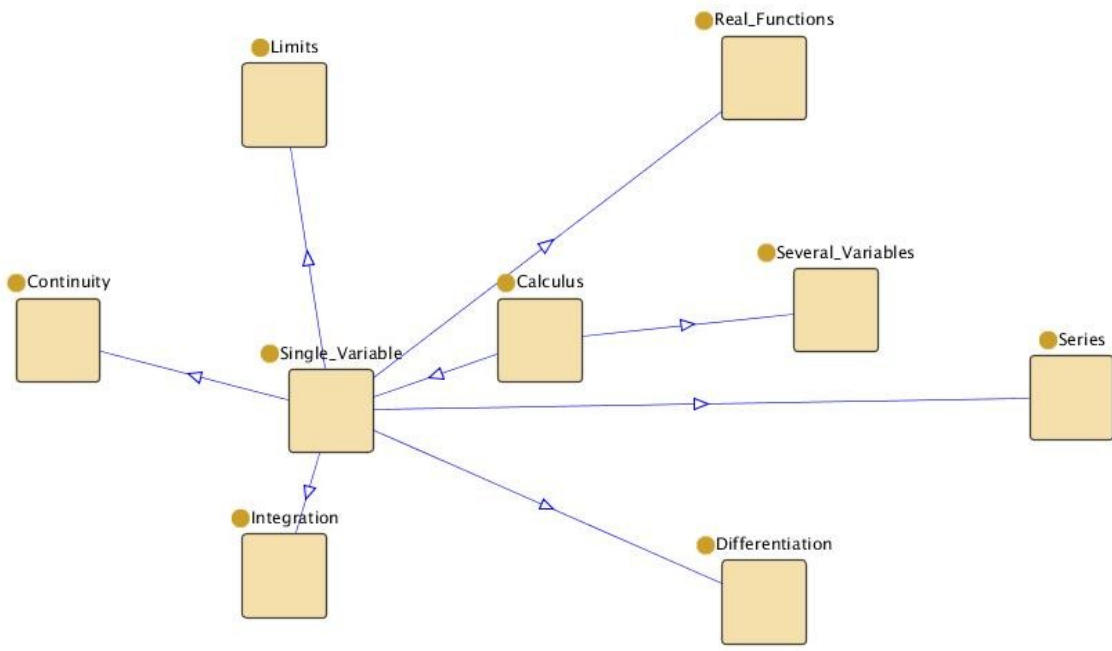 Real_Functions
Limits
Several_Variables
Continuity
Calculus
Series
Single_Variable
Integration
Differentiation